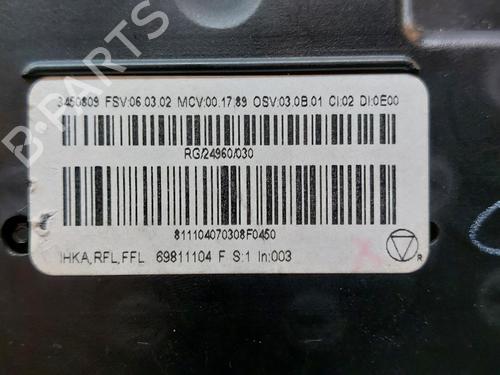 3450809 FSV:06.03.02 MCV:00.17.89 OSV:03.0B.01 CI:02 DI:0E00
RG/24960/030
811104070308F0450
IHKA,RFL,FFL 69811104 F S:1 In:003
R
B-PARTS